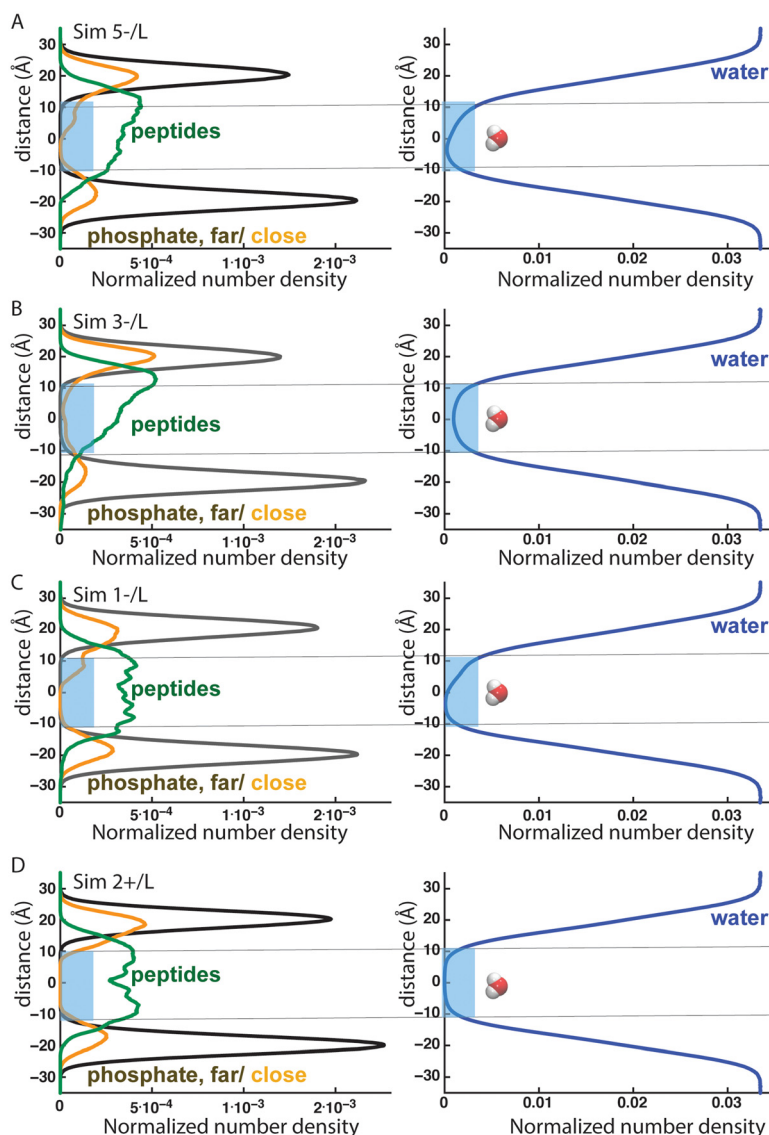 A
Sim 5-/L
30
20
10
0
−10
−20
−30
distance (Å)
peptides
phosphate, far/ close
0
5·10⁻⁴
1·10⁻³
2·10⁻³
Normalized number density
30
20
10
0
−10
−20
−30
distance (Å)
water
0
0.01
0.02
0.03
Normalized number density
B
Sim 3-/L
30
20
10
0
−10
−20
−30
distance (Å)
peptides
phosphate, far/ close
0
5·10⁻⁴
1·10⁻³
2·10⁻³
Normalized number density
30
20
10
0
−10
−20
−30
distance (Å)
water
0
0.01
0.02
0.03
Normalized number density
C
Sim 1-/L
30
20
10
0
−10
−20
−30
distance (Å)
peptides
phosphate, far/ close
0
5·10⁻⁴
1·10⁻³
2·10⁻³
Normalized number density
30
20
10
0
−10
−20
−30
distance (Å)
water
0
0.01
0.02
0.03
Normalized number density
D
Sim 2+/L
30
20
10
0
−10
−20
−30
distance (Å)
peptides
phosphate, far/ close
0
5·10⁻⁴
1·10⁻³
2·10⁻³
Normalized number density
30
20
10
0
−10
−20
−30
distance (Å)
water
0
0.01
0.02
0.03
Normalized number density